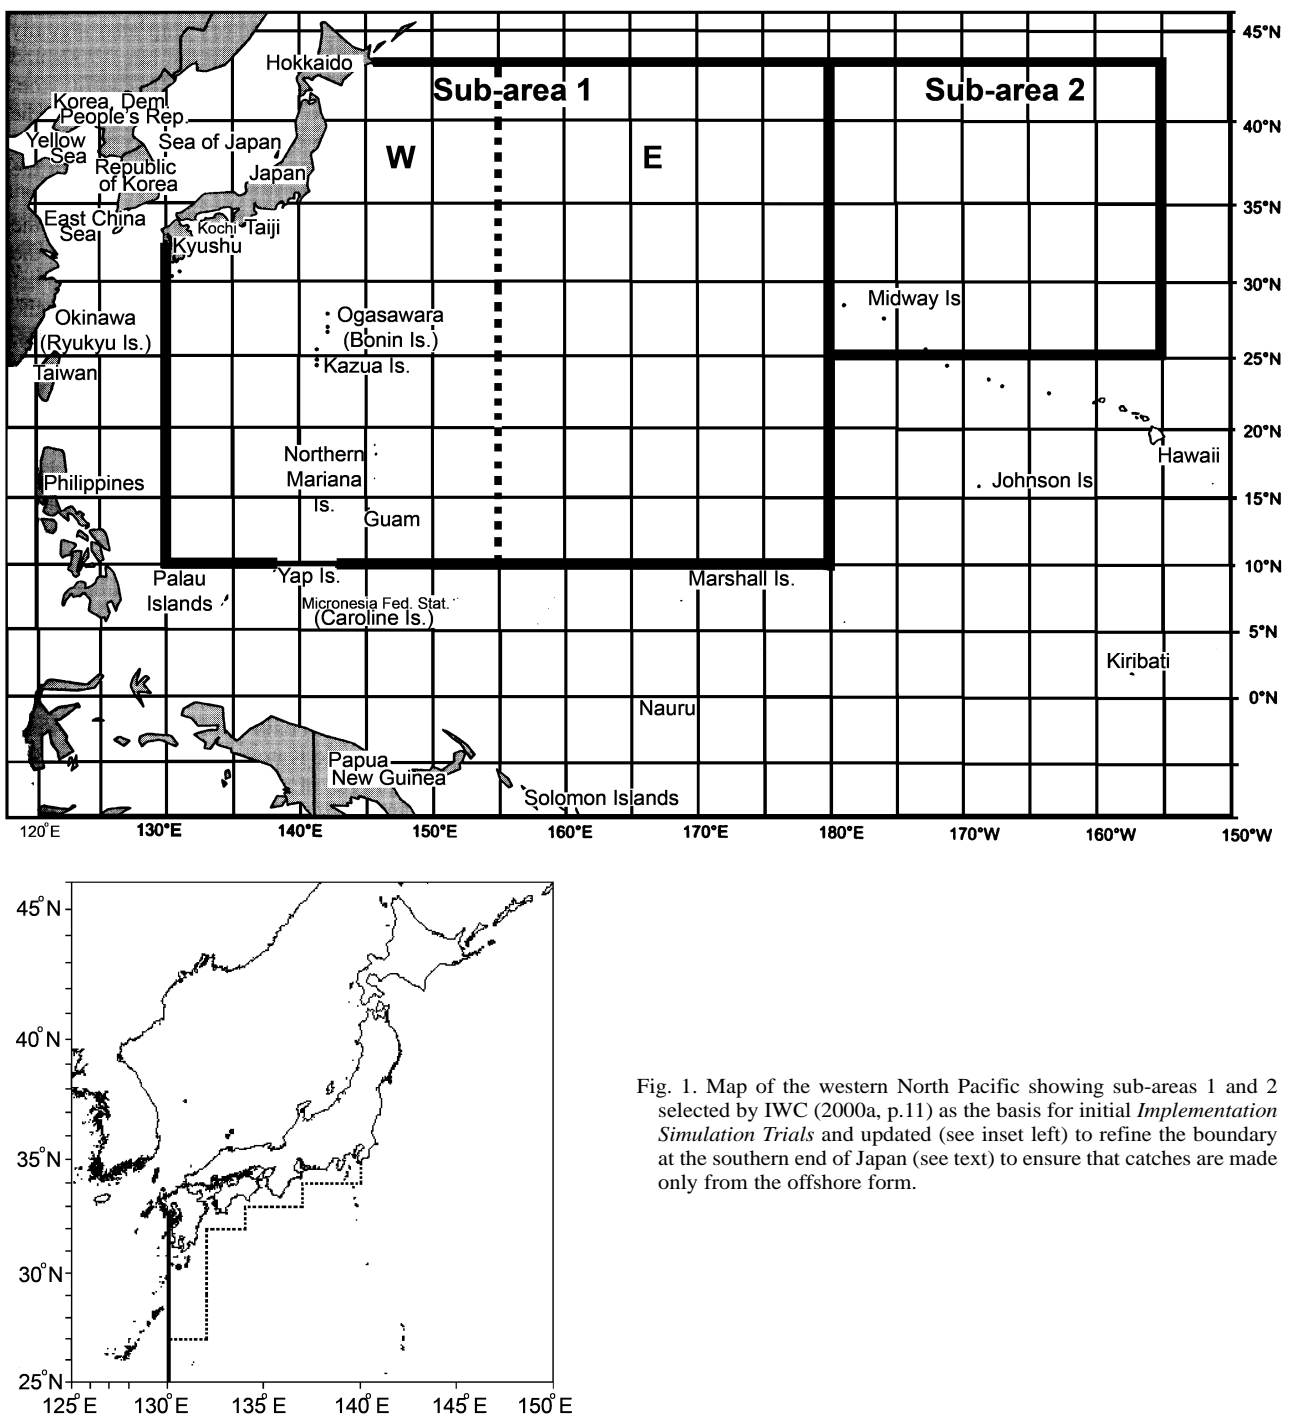 45°N
Hokkaido
Sub-area 1
Sub-area 2
Korea, Dem.
People's Rep.
40°N
Yellow
Sea
Sea of Japan
W
E
Republic
of Korea
Japan
35°N
East China
Sea
Kochi
Taiji
Kyushu
30°N
Midway Is
Okinawa
(Ryukyu Is.)
Ogasawara
(Bonin Is.)
25°N
Kazua Is.
Taiwan
20°N
Northern
Mariana
Is.
Hawaii
Philippines
Johnson Is
15°N
Guam
10°N
Palau
Islands
Yap Is.
Marshall Is.
Micronesia Fed. Stat.
(Caroline Is.)
5°N
Kiribati
0°N
Nauru
Papua
New Guinea
Solomon Islands
120°E
130°E
140°E
150°E
160°E
170°E
180°E
170°W
160°W
150°W
45°N
40°N
35°N
30°N
25°N
125°E
130°E
135°E
140°E
145°E
150°E
Fig. 1. Map of the western North Pacific showing sub-areas 1 and 2
selected by IWC (2000a, p.11) as the basis for initial Implementation
Simulation Trials and updated (see inset left) to refine the boundary
at the southern end of Japan (see text) to ensure that catches are made
only from the offshore form.